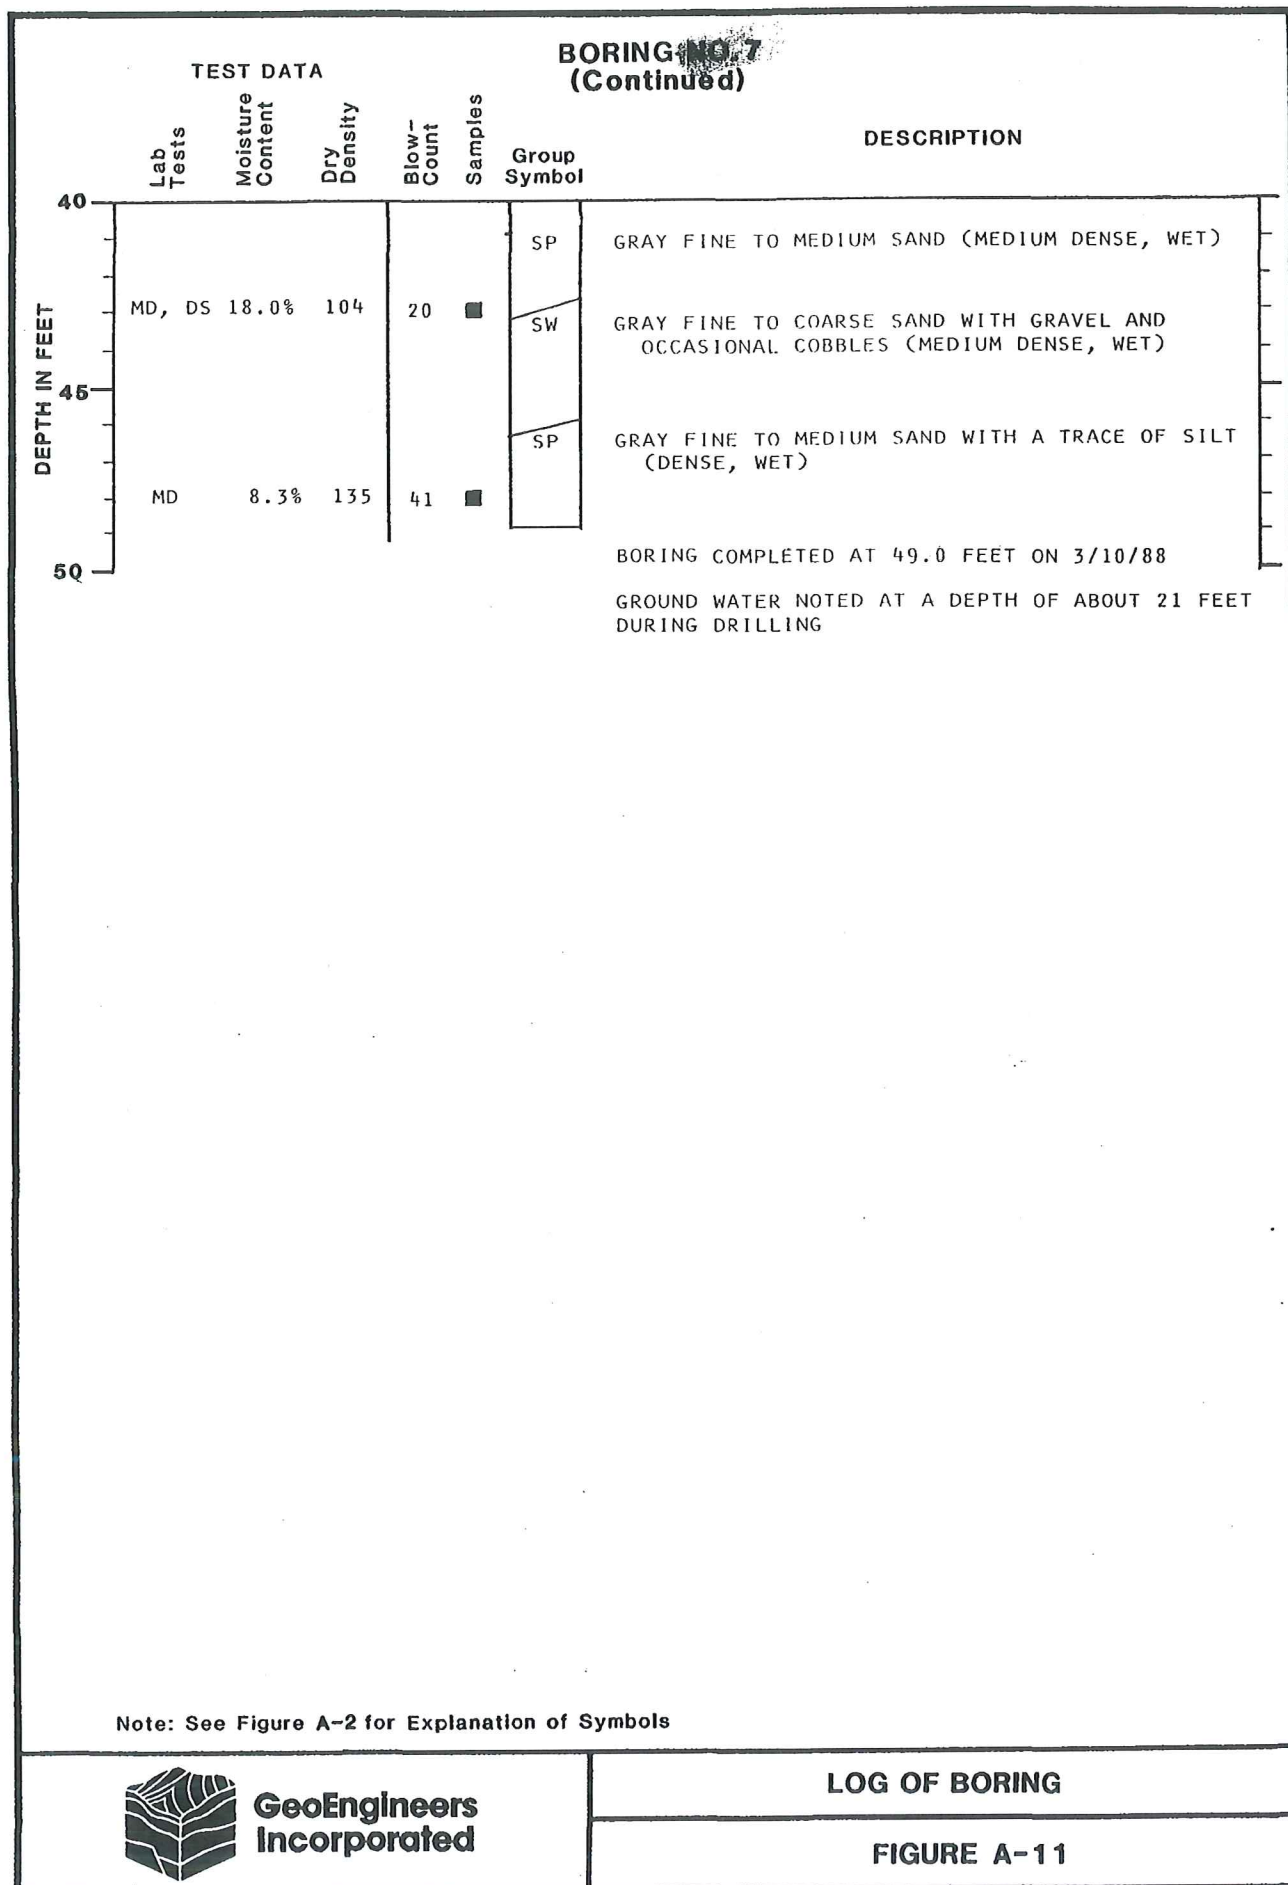 BORING NO. 7
(Continued)
TEST DATA
Lab
Tests
Moisture
Content
Dry
Density
Blow-
Count
Samples
Group
Symbol
DESCRIPTION
DEPTH IN FEET
40
SP GRAY FINE TO MEDIUM SAND (MEDIUM DENSE, WET)
MD, DS 18.0% 104 20
SW GRAY FINE TO COARSE SAND WITH GRAVEL AND
OCCASIONAL COBBLES (MEDIUM DENSE, WET)
45
SP GRAY FINE TO MEDIUM SAND WITH A TRACE OF SILT
(DENSE, WET)
MD 8.3% 135 41
BORING COMPLETED AT 49.0 FEET ON 3/10/88
50
GROUND WATER NOTED AT A DEPTH OF ABOUT 21 FEET
DURING DRILLING
Note: See Figure A-2 for Explanation of Symbols
GeoEngineers
Incorporated
LOG OF BORING
FIGURE A-11